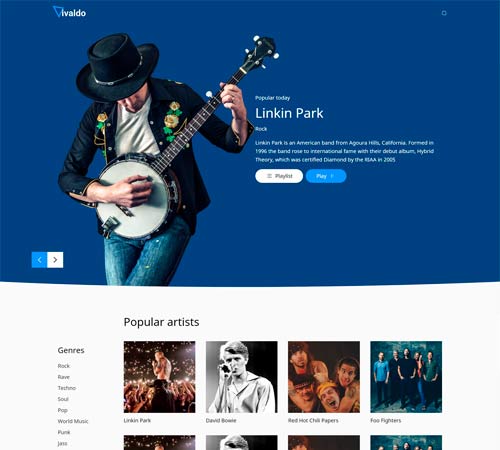 Vivaldo
Popular today
Linkin Park
Rock
Linkin Park is an American band from Agoura Hills, California. Formed in
1996 the band rose to international fame with their debut album, Hybrid
Theory, which was certified Diamond by the RIAA in 2005
Playlist
Play
Popular artists
Genres
Rock
Rave
Techno
Soul
Pop
World Music
Punk
Jass
Linkin Park
David Bowie
Red Hot Chili Papers
Foo Fighters